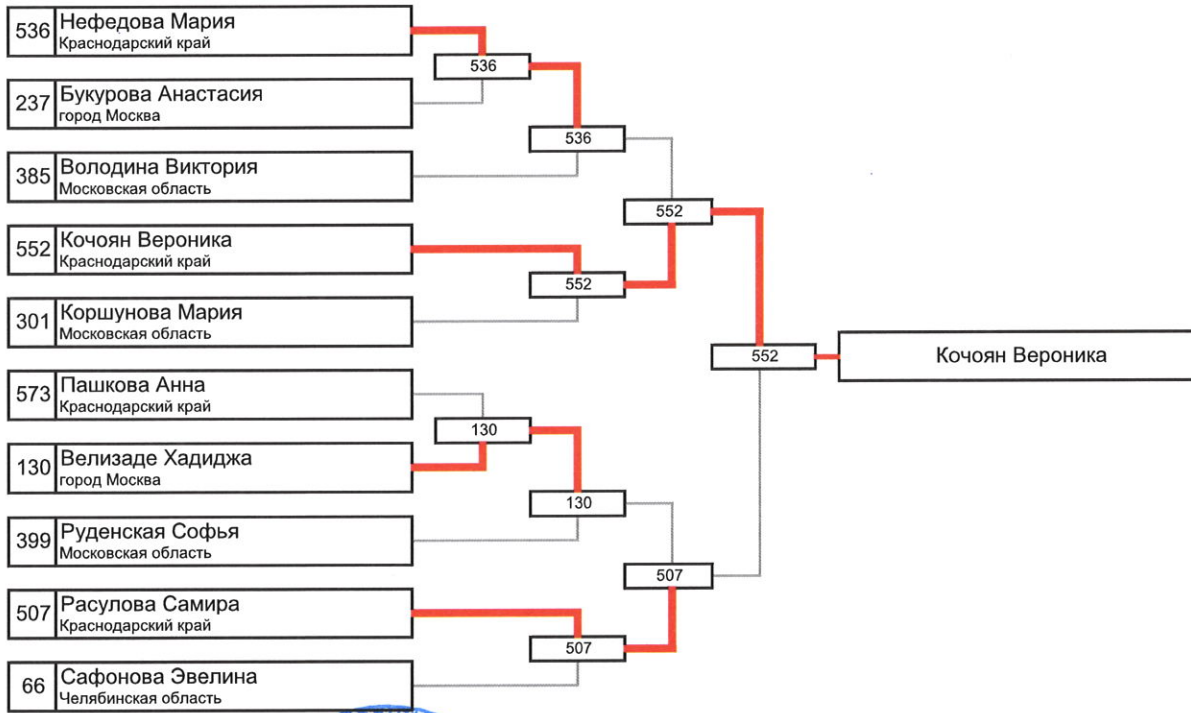 536 Нефедова Мария
Краснодарский край
536
237 Букурова Анастасия
город Москва
536
385 Володина Виктория
Московская область
552
552 Кочоян Вероника
Краснодарский край
552
301 Коршунова Мария
Московская область
552 Кочоян Вероника
573 Пашкова Анна
Краснодарский край
130
130 Велизаде Хадиджа
город Москва
130
399 Руденская Софья
Московская область
507
507 Расулова Самира
Краснодарский край
507
66 Сафонова Эвелина
Челябинская область